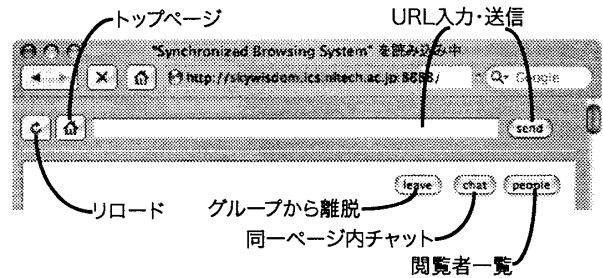 トップページ
URL入力・送信
"Synchronized Browsing System" を読み込み中
http://skywisdom.ics.nitech.ac.jp:8888/
Google
send
leave
chat
people
リロード
グループから離脱
同一ページ内チャット
閲覧者一覧